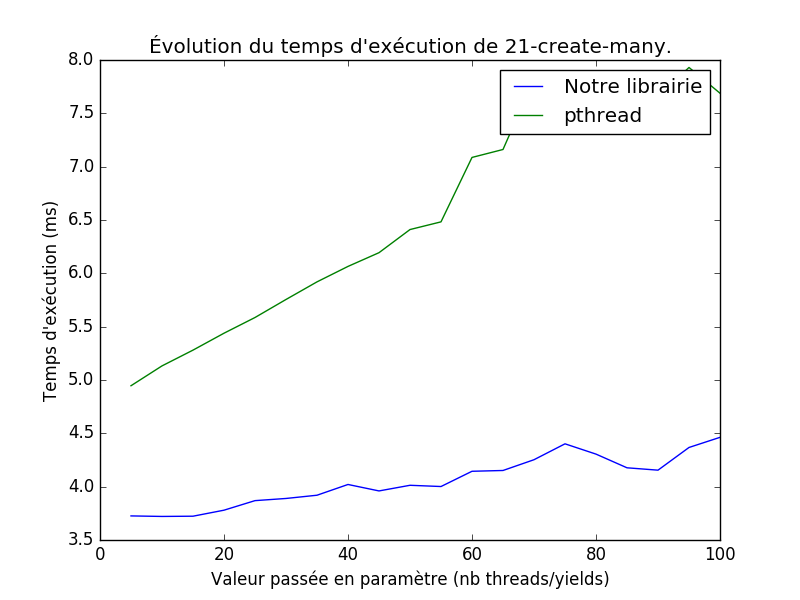 Évolution du temps d'exécution de 21-create-many.
Notre librairie
pthread
8.0
7.5
7.0
6.5
6.0
5.5
5.0
4.5
4.0
3.5
Temps d'exécution (ms)
0 20 40 60 80 100
Valeur passée en paramètre (nb threads/yields)